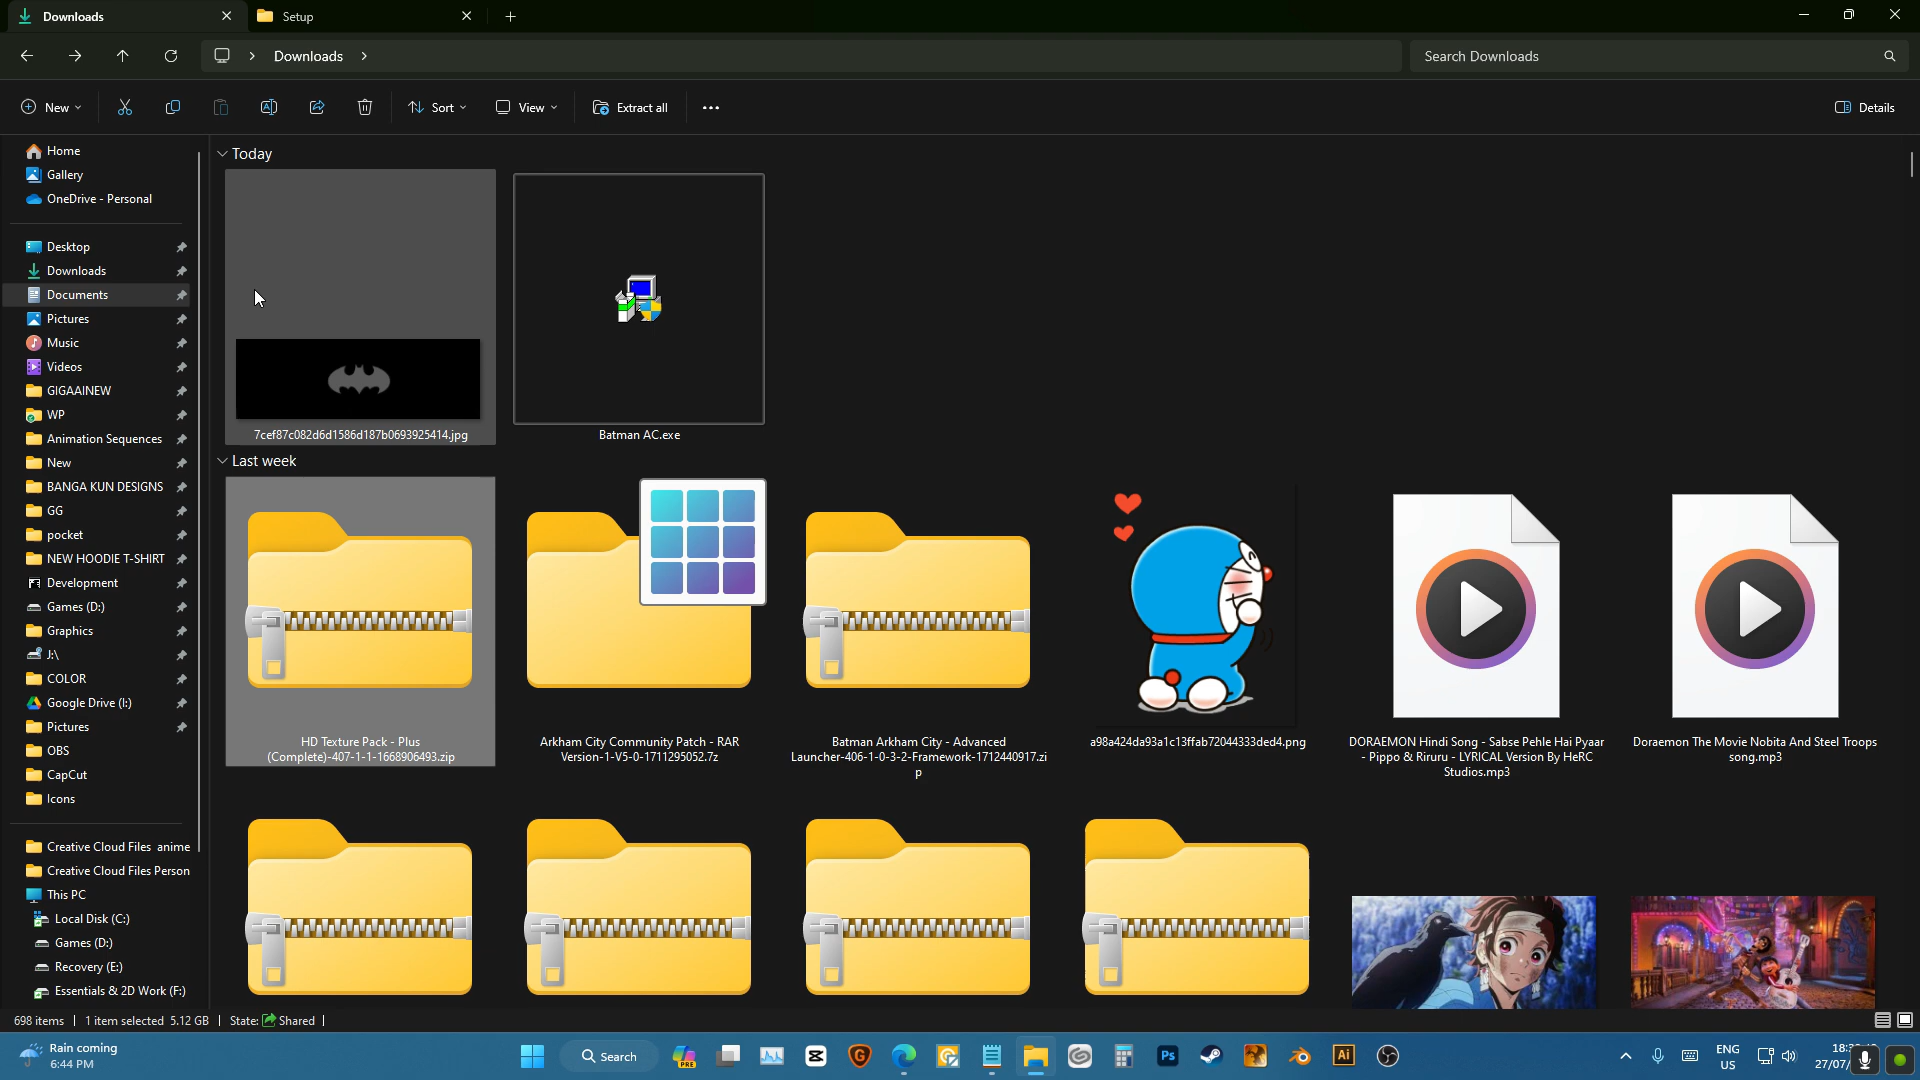 Downloads
Setup
Downloads
Search Downloads
New
Sort
View
Extract all
Details
Home
Gallery
OneDrive - Personal
Desktop
Downloads
Documents
Pictures
Music
Videos
GIGAAINEW
WP
Animation Sequences
New
BANGA KUN DESIGNS
GG
pocket
NEW HOODIE T-SHIRT
Development
Games (D:)
Graphics
J:\
COLOR
Google Drive (I:)
Pictures
OBS
CapCut
Icons
Creative Cloud Files anime
Creative Cloud Files Person
This PC
Local Disk (C:)
Games (D:)
Recovery (E:)
Essentials & 2D Work (F:)
Today
7cef87c082d6d1586d187b0693925414.jpg
Batman AC.exe
Last week
HD Texture Pack - Plus
(Complete)-407-1-1-1668906493.zip
Arkham City Community Patch - RAR
Version-1-V5-0-1711295052.7z
Batman Arkham City - Advanced
Launcher-406-1-0-3-2-Framework-1712440917.zi
p
a98a424da93a1c13ffab72044333ded4.png
DORAEMON Hindi Song - Sabse Pehle Hai Pyaar
- Pippo & Riruru - LYRICAL Version By HeRC
Studios.mp3
Doraemon The Movie Nobita And Steel Troops
song.mp3
698 items
1 item selected 5.12 GB
State: Shared
Rain coming
6:44 PM
Search
PRE
Ps
Ai
ENG
US
27/07/